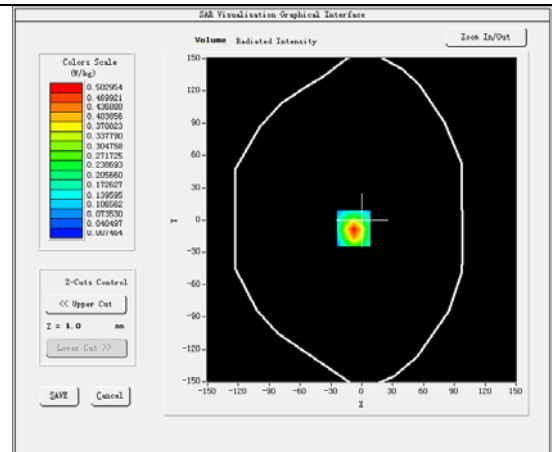 SAR Visualisation Graphical Interface
Volume Radiated Intensity
Zoom In/Out
Colors Scale
(W/kg)
0.502954
0.469921
0.436888
0.403856
0.370823
0.337790
0.304758
0.271725
0.238693
0.205660
0.172627
0.139595
0.106562
0.073530
0.040497
0.007464
Z-Cuts Control
<< Upper Cut
Z = 4.0 mm
Lower Cut >>
SAVE
Cancel
150
120
90
60
30
0
-30
-60
-90
-120
-150
Y
-150 -120 -90 -60 -30 0 30 60 90 120 150
X